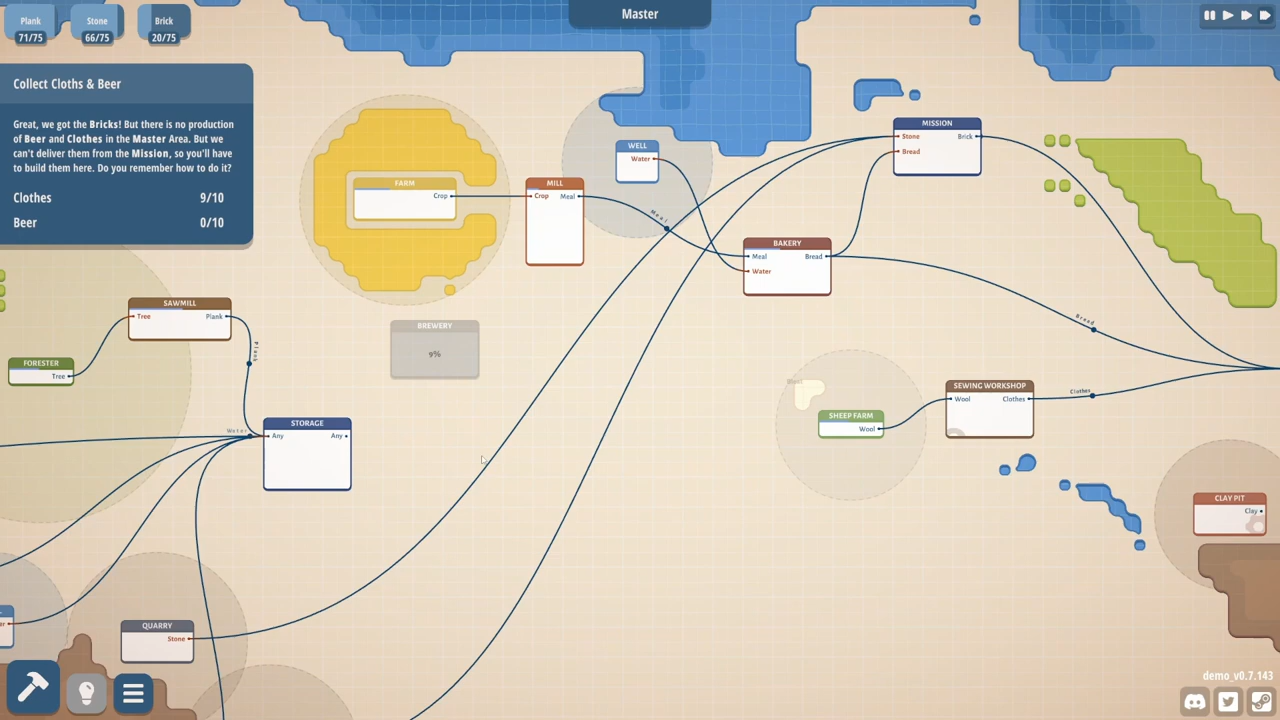 Master
Plank
Stone
Brick
71/75
66/75
20/75
Collect Cloths & Beer
Great, we got the Bricks! But there is no production
of Beer and Clothes in the Master Area. But we
can't deliver them from the Mission, so you'll have
to build them here. Do you remember how to do it?
Clothes 9/10
Beer 0/10
FARM
Crop
MILL
Crop Meal
WELL
Water
Meal
MISSION
Stone Brick
Bread
BAKERY
Meal Bread
Water
Bread
SAWMILL
Tree Plank
Plank
FORESTER
Tree
BREWERY
9%
STORAGE
Any Any
Water
SHEEP FARM
Wool
SEWING WORKSHOP
Wool Clothes
Clothes
CLAY PIT
Clay
QUARRY
Stone
demo_v0.7.143